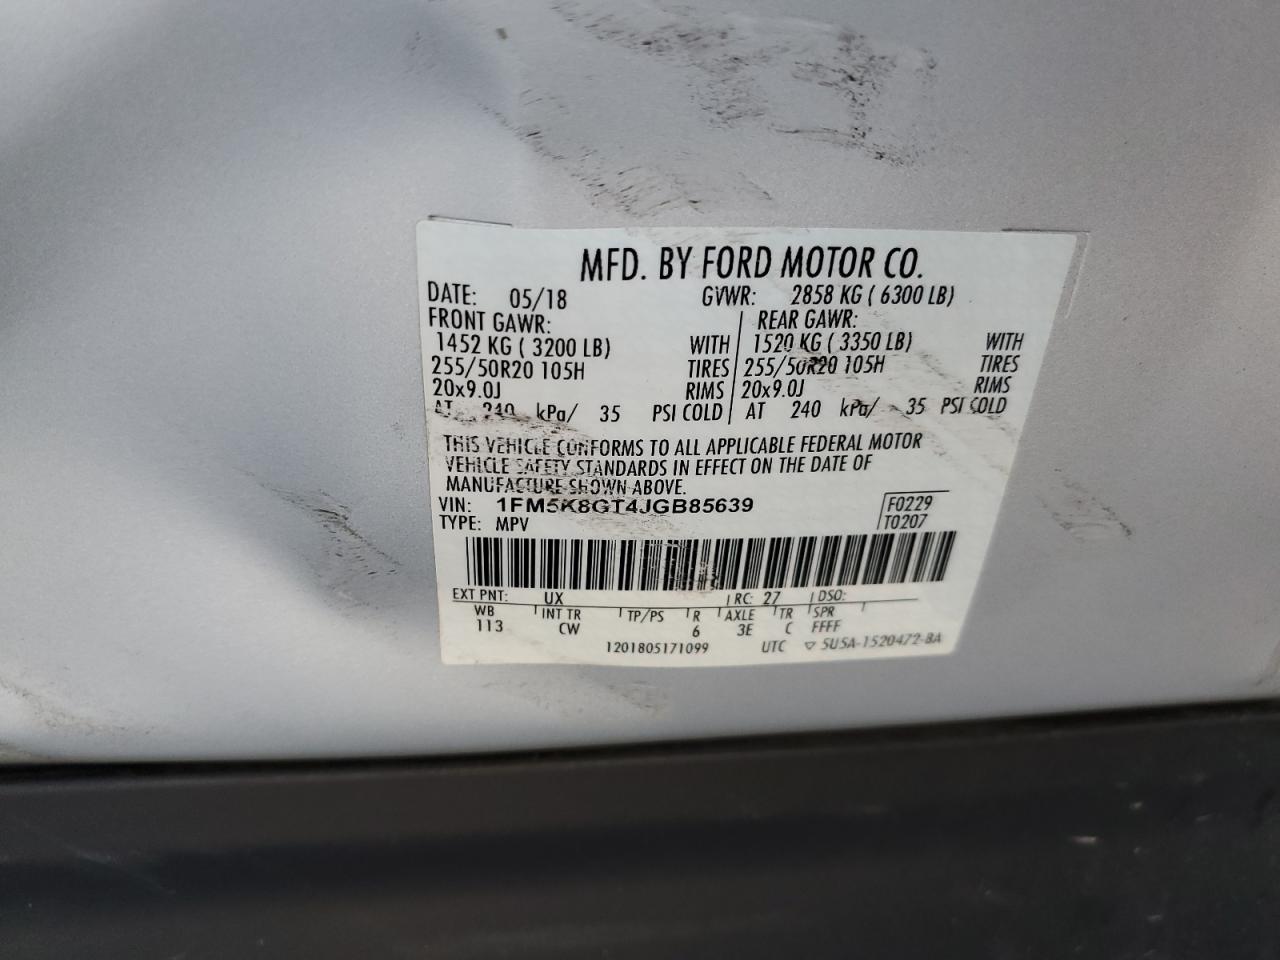 MFD. BY FORD MOTOR CO.
DATE: 05/18 GVWR: 2858 KG ( 6300 LB)
FRONT GAWR: REAR GAWR:
1452 KG ( 3200 LB) WITH 1520 KG ( 3350 LB) WITH
255/50R20 105H TIRES 255/50R20 105H TIRES
20x9.0J RIMS 20x9.0J RIMS
AT 240 kPa/ 35 PSI COLD AT 240 kPa/ 35 PSI COLD
THIS VEHICLE CONFORMS TO ALL APPLICABLE FEDERAL MOTOR
VEHICLE SAFETY STANDARDS IN EFFECT ON THE DATE OF
MANUFACTURE SHOWN ABOVE.
VIN: 1FM5K8GT4JGB85639 F0229
TYPE: MPV T0207
EXT PNT: UX RC: 27 DSO:
WB INT TR TP/PS R AXLE TR SPR
113 CW 6 3E C FFFF
1201805171099 UTC ▽ 5U5A-1520472-BA